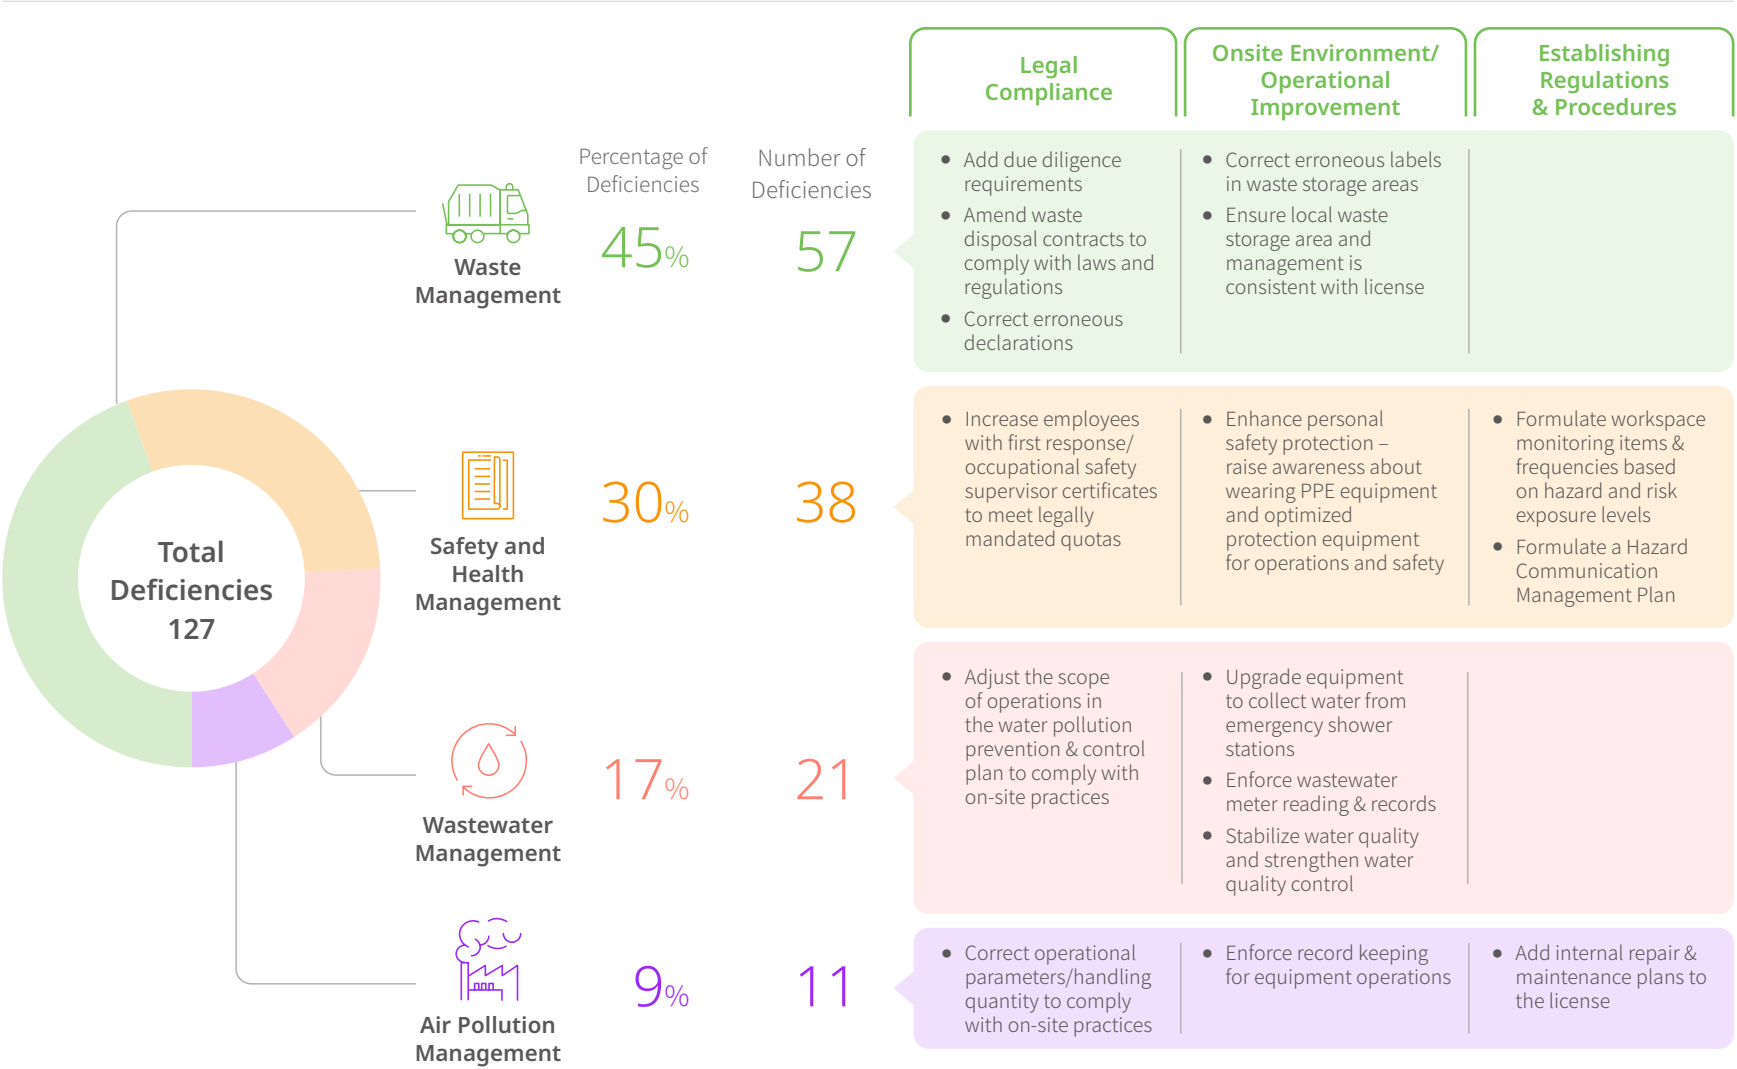 Legal
Compliance
Onsite Environment/
Operational
Improvement
Establishing
Regulations
& Procedures
Percentage of
Deficiencies
Number of
Deficiencies
Waste
Management
45%
57
• Add due diligence
requirements
• Amend waste
disposal contracts to
comply with laws and
regulations
• Correct erroneous
declarations
• Correct erroneous labels
in waste storage areas
• Ensure local waste
storage area and
management is
consistent with license
Total
Deficiencies
127
Safety and
Health
Management
30%
38
• Increase employees
with first response/
occupational safety
supervisor certificates
to meet legally
mandated quotas
• Enhance personal
safety protection –
raise awareness about
wearing PPE equipment
and optimized
protection equipment
for operations and safety
• Formulate workspace
monitoring items &
frequencies based
on hazard and risk
exposure levels
• Formulate a Hazard
Communication
Management Plan
Wastewater
Management
17%
21
• Adjust the scope
of operations in
the water pollution
prevention & control
plan to comply with
on-site practices
• Upgrade equipment
to collect water from
emergency shower
stations
• Enforce wastewater
meter reading & records
• Stabilize water quality
and strengthen water
quality control
Air Pollution
Management
9%
11
• Correct operational
parameters/handling
quantity to comply
with on-site practices
• Enforce record keeping
for equipment operations
• Add internal repair &
maintenance plans to
the license